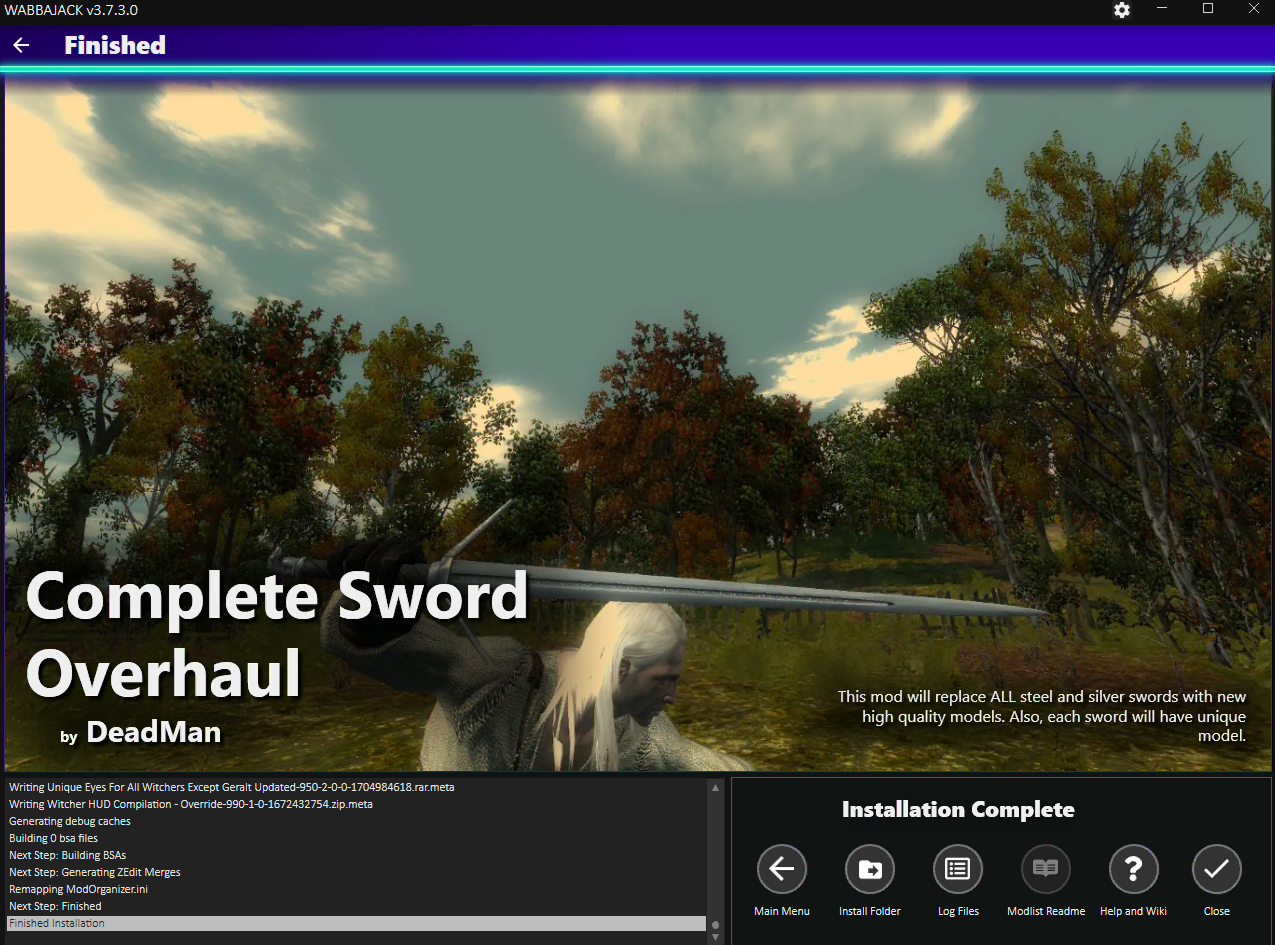 WABBAJACK v3.7.3.0
Finished
Complete Sword
Overhaul
by DeadMan
This mod will replace ALL steel and silver swords with new
high quality models. Also, each sword will have unique
model.
Writing Unique Eyes For All Witchers Except Geralt Updated-950-2-0-0-1704984618.rar.meta
Writing Witcher HUD Compilation - Override-990-1-0-1672432754.zip.meta
Generating debug caches
Building 0 bsa files
Next Step: Building BSAs
Next Step: Generating ZEdit Merges
Remapping ModOrganizer.ini
Next Step: Finished
Finished Installation
Installation Complete
Main Menu
Install Folder
Log Files
Modlist Readme
?
Help and Wiki
Close